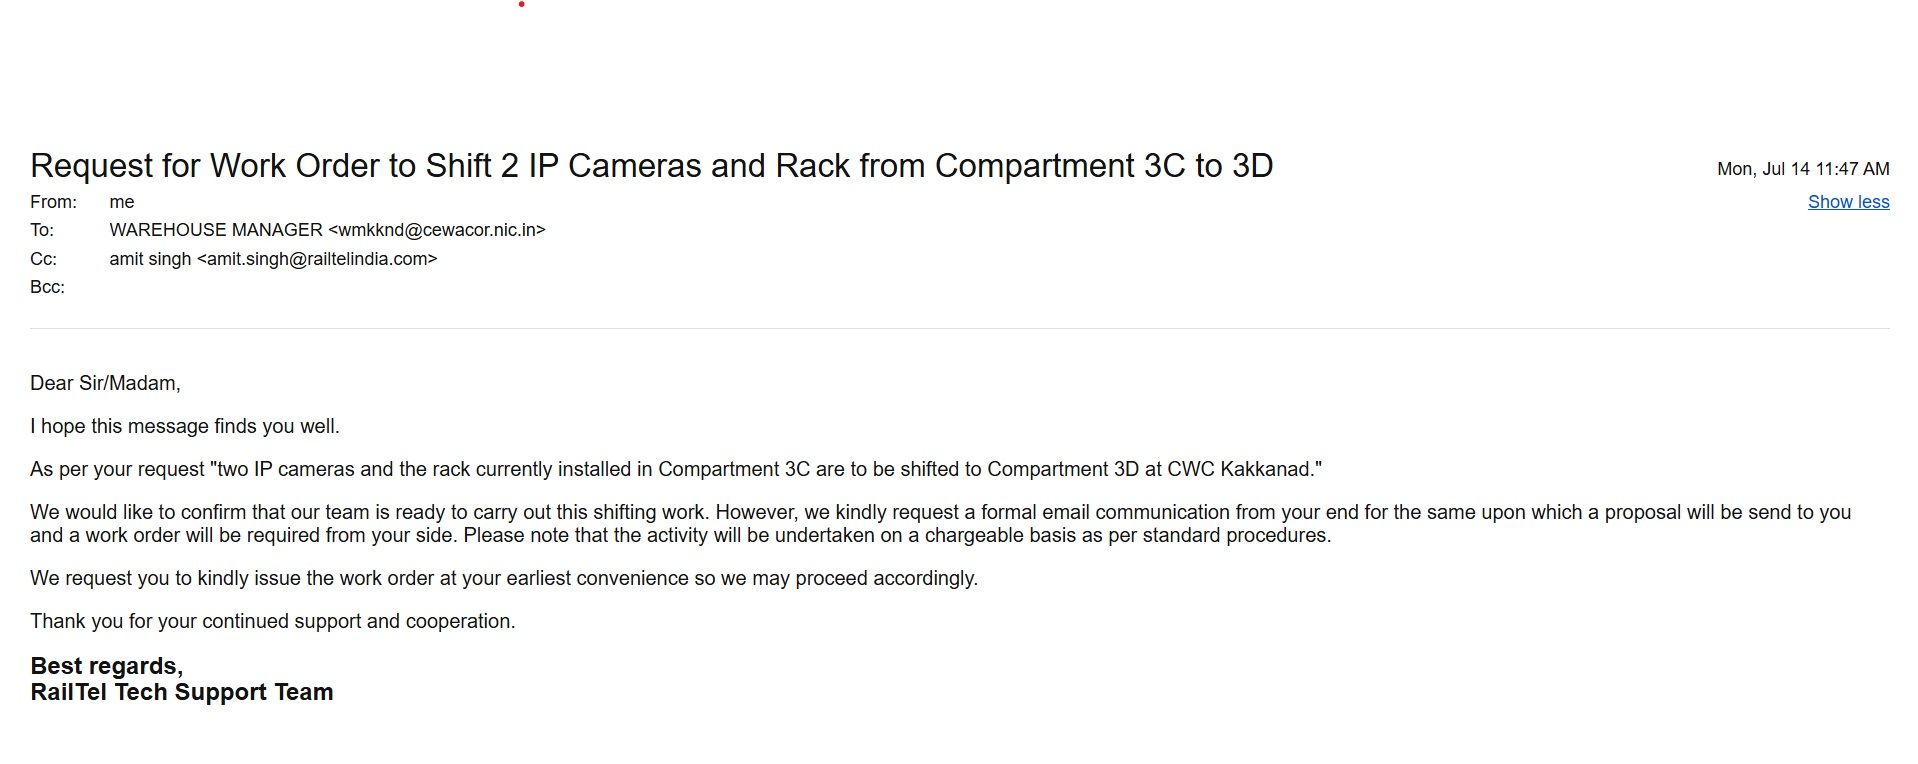 Request for Work Order to Shift 2 IP Cameras and Rack from Compartment 3C to 3D
Mon, Jul 14 11:47 AM
From: me
Show less
To: WAREHOUSE MANAGER <wmkknd@cewacor.nic.in>
Cc: amit singh <amit.singh@railtelindia.com>
Bcc:
Dear Sir/Madam,
I hope this message finds you well.
As per your request "two IP cameras and the rack currently installed in Compartment 3C are to be shifted to Compartment 3D at CWC Kakkanad."
We would like to confirm that our team is ready to carry out this shifting work. However, we kindly request a formal email communication from your end for the same upon which a proposal will be send to you
and a work order will be required from your side. Please note that the activity will be undertaken on a chargeable basis as per standard procedures.
We request you to kindly issue the work order at your earliest convenience so we may proceed accordingly.
Thank you for your continued support and cooperation.
Best regards,
RailTel Tech Support Team